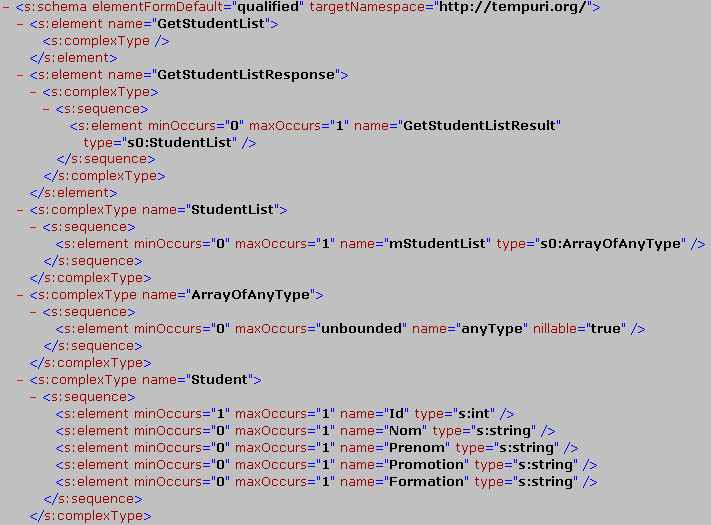 − <s:schema elementFormDefault="qualified" targetNamespace="http://tempuri.org/">
− <s:element name="GetStudentList">
<s:complexType />
</s:element>
− <s:element name="GetStudentListResponse">
− <s:complexType>
− <s:sequence>
<s:element minOccurs="0" maxOccurs="1" name="GetStudentListResult"
type="s0:StudentList" />
</s:sequence>
</s:complexType>
</s:element>
− <s:complexType name="StudentList">
− <s:sequence>
<s:element minOccurs="0" maxOccurs="1" name="mStudentList" type="s0:ArrayOfAnyType" />
</s:sequence>
</s:complexType>
− <s:complexType name="ArrayOfAnyType">
− <s:sequence>
<s:element minOccurs="0" maxOccurs="unbounded" name="anyType" nillable="true" />
</s:sequence>
</s:complexType>
− <s:complexType name="Student">
− <s:sequence>
<s:element minOccurs="1" maxOccurs="1" name="Id" type="s:int" />
<s:element minOccurs="0" maxOccurs="1" name="Nom" type="s:string" />
<s:element minOccurs="0" maxOccurs="1" name="Prenom" type="s:string" />
<s:element minOccurs="0" maxOccurs="1" name="Promotion" type="s:string" />
<s:element minOccurs="0" maxOccurs="1" name="Formation" type="s:string" />
</s:sequence>
</s:complexType>